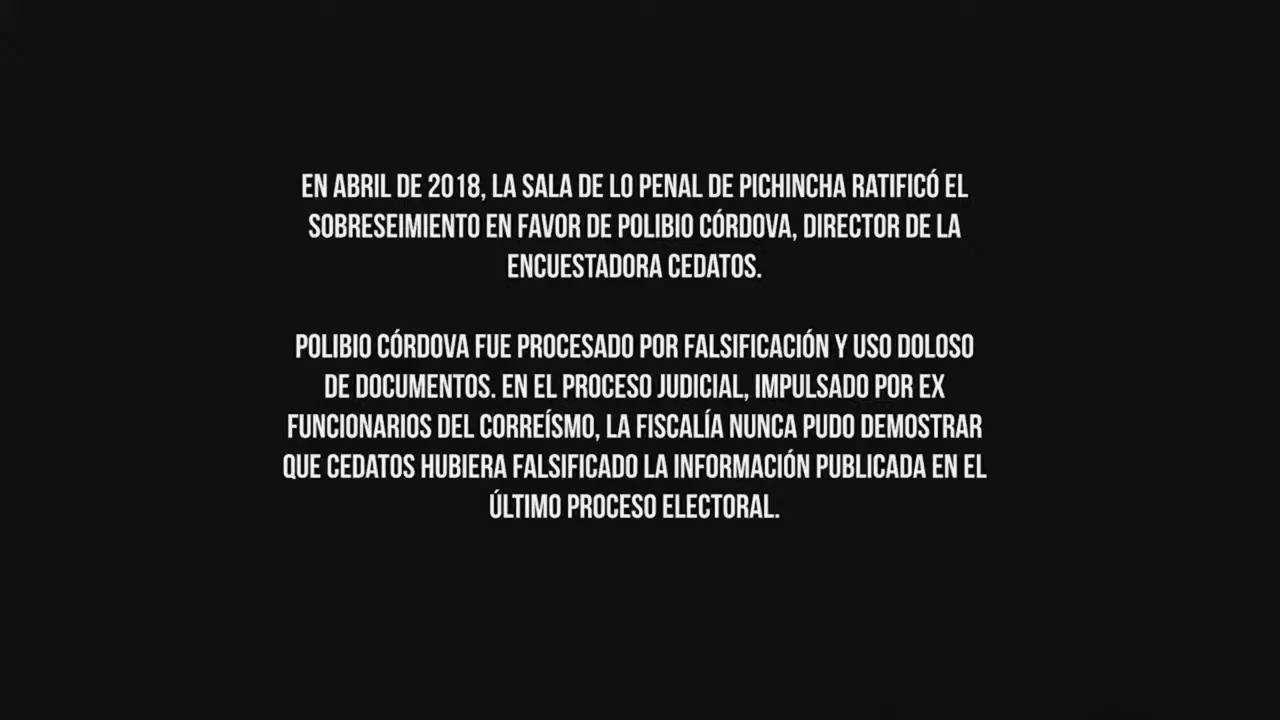 EN ABRIL DE 2018, LA SALA DE LO PENAL DE PICHINCHA RATIFICÓ EL
SOBRESEIMIENTO EN FAVOR DE POLIBIO CÓRDOVA, DIRECTOR DE LA
ENCUESTADORA CEDATOS.
POLIBIO CÓRDOVA FUE PROCESADO POR FALSIFICACIÓN Y USO DOLOSO
DE DOCUMENTOS. EN EL PROCESO JUDICIAL, IMPULSADO POR EX
FUNCIONARIOS DEL CORREÍSMO, LA FISCALÍA NUNCA PUDO DEMOSTRAR
QUE CEDATOS HUBIERA FALSIFICADO LA INFORMACIÓN PUBLICADA EN EL
ÚLTIMO PROCESO ELECTORAL.